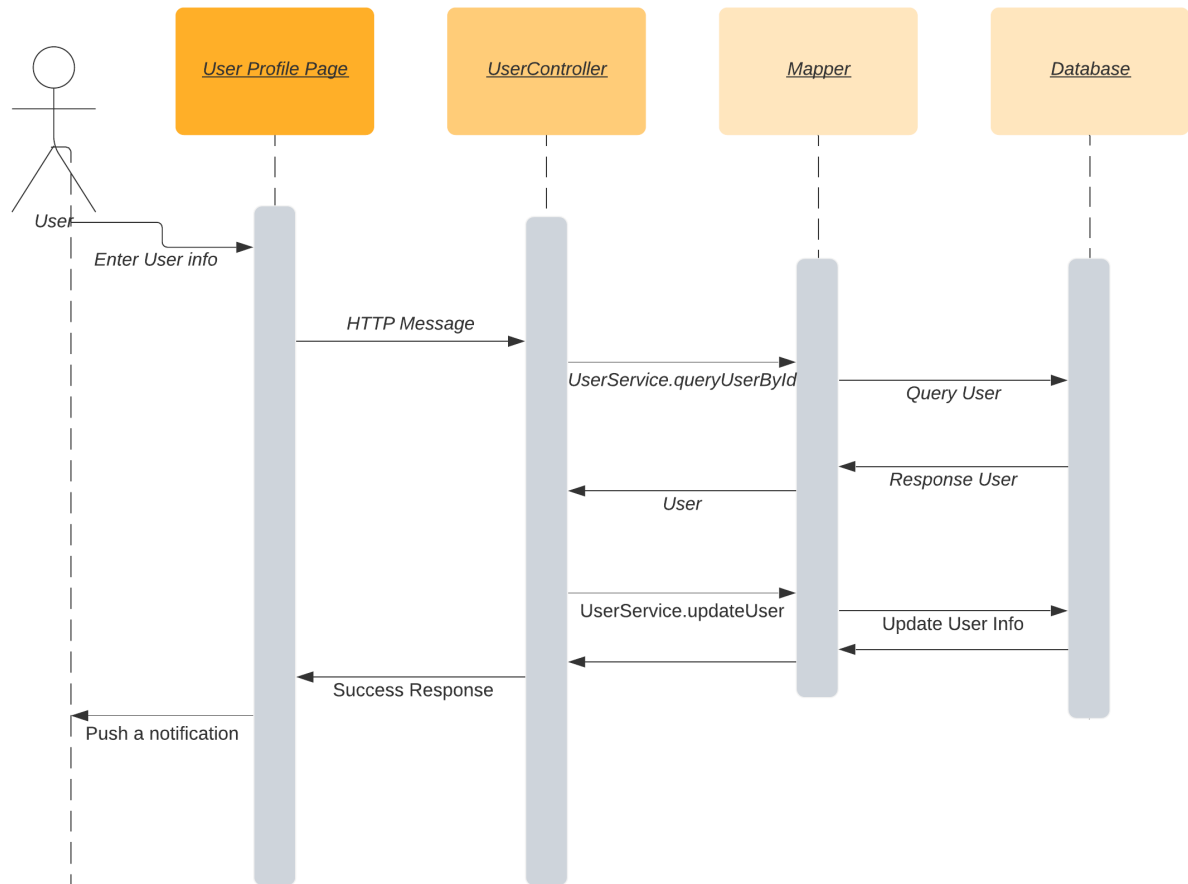 User Profile Page
UserController
Mapper
Database
User
Enter User info
HTTP Message
UserService.queryUserById
Query User
Response User
User
UserService.updateUser
Update User Info
Success Response
Push a notification